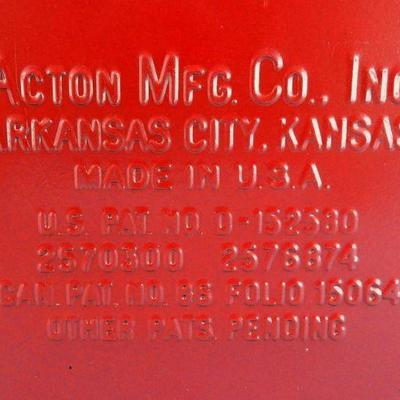 ACTON MFG. CO., INC
ARKANSAS CITY, KANSAS
MADE IN U.S.A.
U.S. PAT. NO. D-152580
2570300 2576874
CAN. PAT. NO. 88 FOLIO 15064
OTHER PATS. PENDING